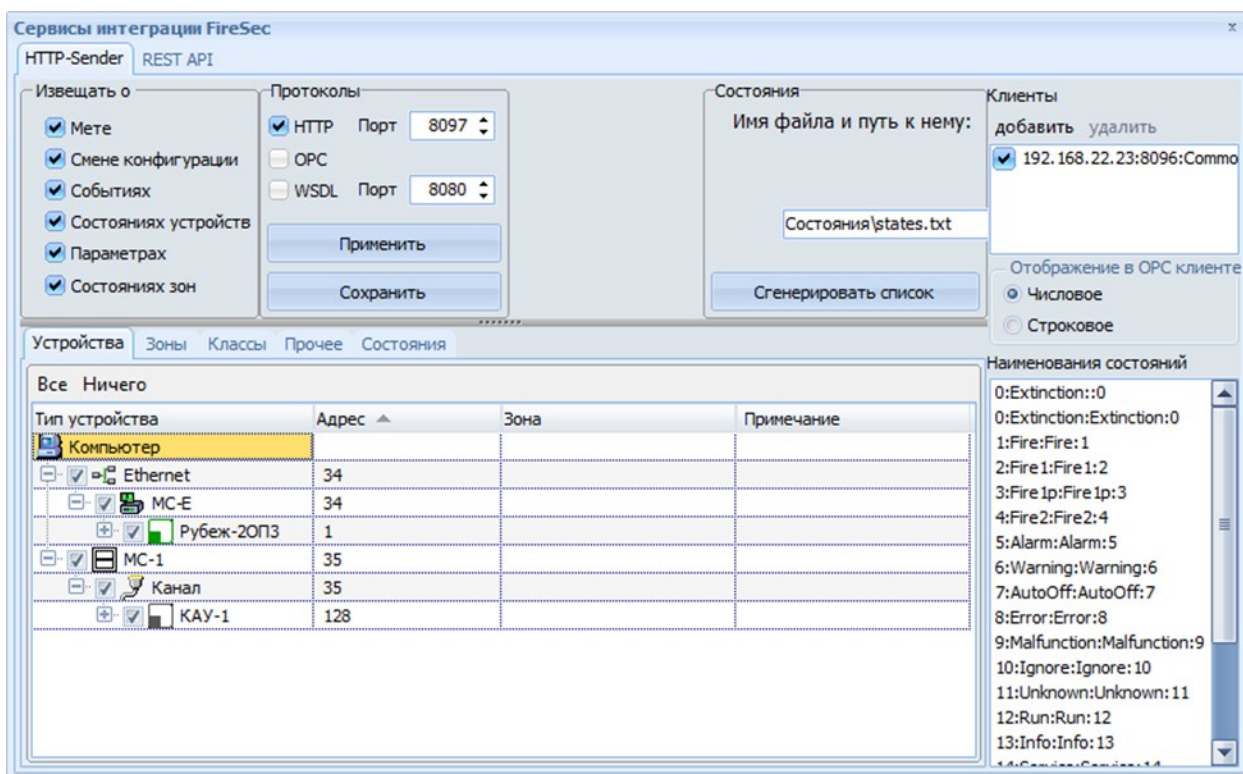 Сервисы интеграции FireSec
HTTP-Sender REST API
Извещать о
Мете
Смене конфигурации
Событиях
Состояниях устройств
Параметрах
Состояниях зон
Протоколы
HTTP Порт 8097
OPC
WSDL Порт 8080
Применить
Сохранить
Состояния
Имя файла и путь к нему:
Состояния\states.txt
Сгенерировать список
Клиенты
добавить удалить
192.168.22.23:8096:Commo
Отображение в OPC клиенте
Числовое
Строковое
Устройства Зоны Классы Прочее Состояния
Все Ничего
Тип устройства Адрес Зона Примечание
Компьютер
Ethernet 34
МС-Е 34
Рубеж-2ОП3 1
МС-1 35
Канал 35
КАУ-1 128
Наименования состояний
0:Extinction::0
0:Extinction:Extinction:0
1:Fire:Fire:1
2:Fire1:Fire1:2
3:Fire1p:Fire1p:3
4:Fire2:Fire2:4
5:Alarm:Alarm:5
6:Warning:Warning:6
7:AutoOff:AutoOff:7
8:Error:Error:8
9:Malfunction:Malfunction:9
10:Ignore:Ignore:10
11:Unknown:Unknown:11
12:Run:Run:12
13:Info:Info:13
14:Service:Service:14